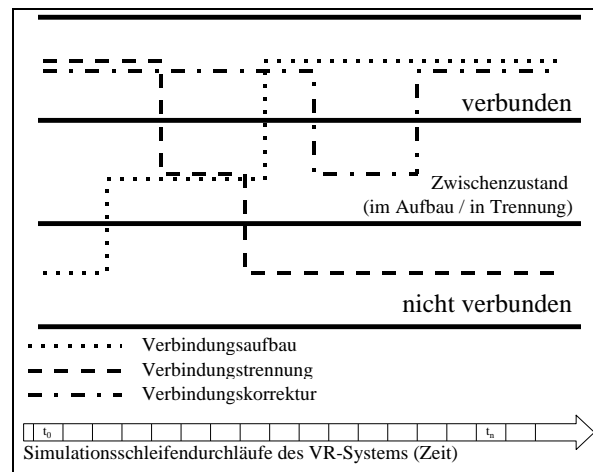 verbunden
Zwischenzustand
(im Aufbau / in Trennung)
nicht verbunden
Verbindungsaufbau
Verbindungstrennung
Verbindungskorrektur
t0
tn
Simulationsschleifendurchläufe des VR-Systems (Zeit)